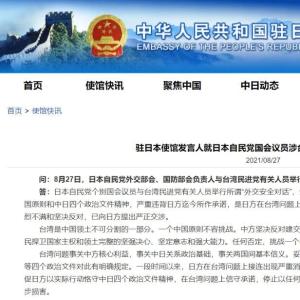 中华人民共和国驻日
EMBASSY OF THE PEOPLE'S REPUBL
首页 使馆快讯 聚焦中国 中日动态
首页 > 使馆快讯
驻日本使馆发言人就日本自民党国会议员涉台
2021/08/27
问：8月27日，日本自民党外交部会、国防部会负责人与台湾民进党有关人员举行
答：日本自民党个别国会议员与台湾民进党有关人员举行所谓“外交安全对话”，
国原则和中日四个政治文件精神，严重违背日方迄今所作承诺，是日方在台湾问题上
烈不满和坚决反对，已向日方提出严正交涉。
台湾是中国领土不可分割的一部分。一个中国原则不容挑战。中方坚决反对建交
民捍卫国家主权和领土完整的坚强决心、坚定意志和强大能力。任何否定、挑战一个
台湾问题事关中方核心利益，事关中日关系政治基础，事关两国间基本信义。
等四个政治文件对此有明确规定。一段时间以来，日方在台湾问题上接连出现严重消
促日方以实际行动恪守中日四个政治文件精神，在台湾问题上信守承诺，停止以任何
步损害。